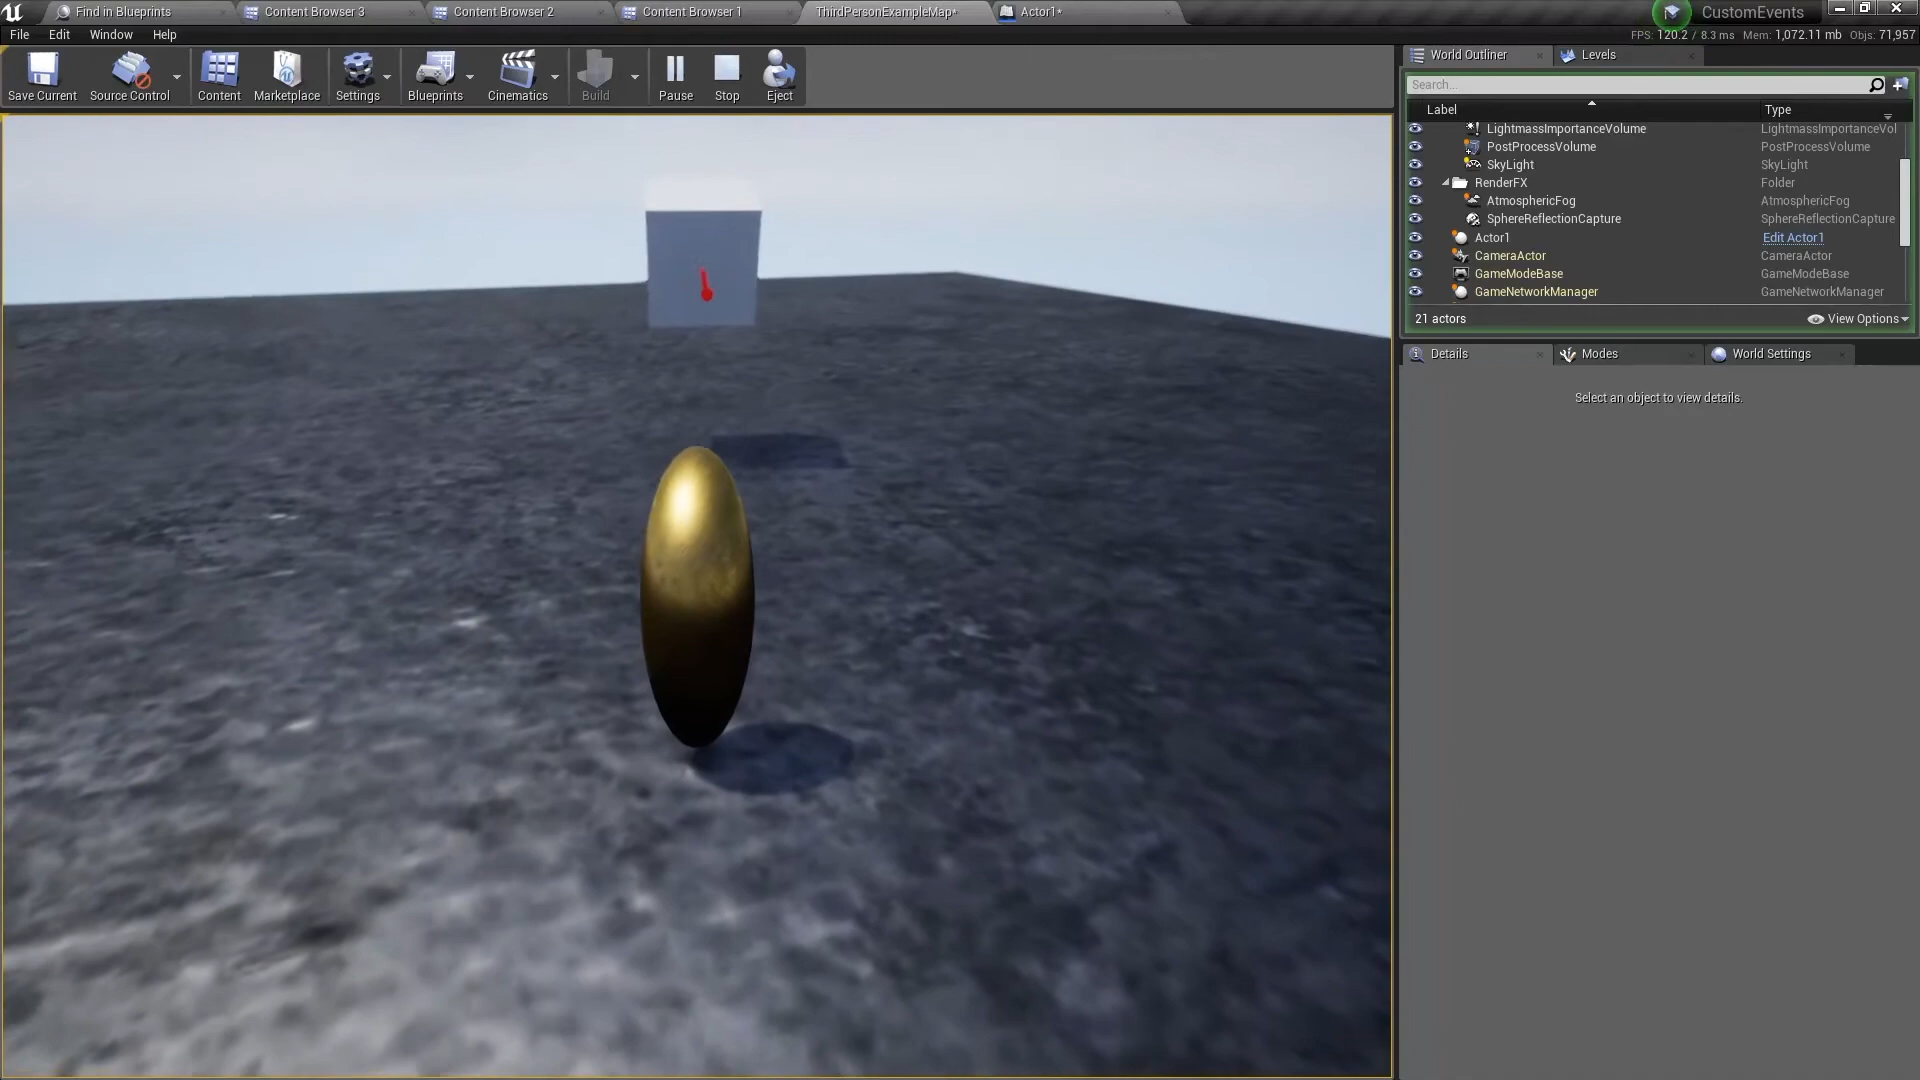 Find in Blueprints
Content Browser 3
Content Browser 2
Content Browser 1
ThirdPersonExampleMap*
Actor1*
CustomEvents
File Edit Window Help
FPS: 120.2 / 8.3 ms Mem: 1,072.11 mb Objs: 71,957
Save Current
Source Control
Content
Marketplace
Settings
Blueprints
Cinematics
Build
Pause
Stop
Eject
World Outliner
Levels
Search...
Label Type
LightmassImportanceVolume LightmassImportanceVol
PostProcessVolume PostProcessVolume
SkyLight SkyLight
RenderFX Folder
AtmosphericFog AtmosphericFog
SphereReflectionCapture SphereReflectionCapture
Actor1 Edit Actor1
CameraActor CameraActor
GameModeBase GameModeBase
GameNetworkManager GameNetworkManager
21 actors View Options
Details
Modes
World Settings
Select an object to view details.